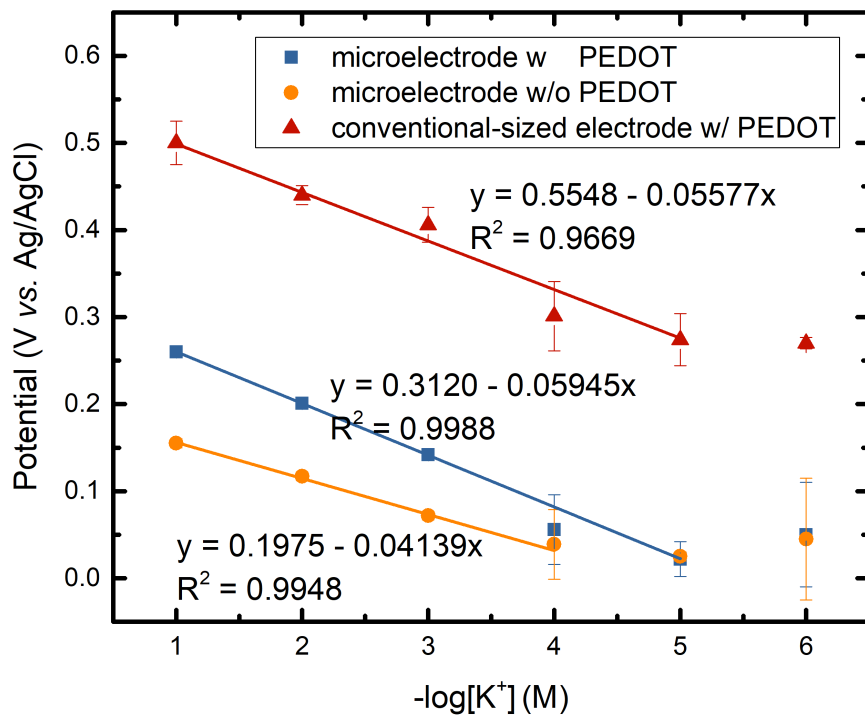 0.6
0.5
0.4
0.3
0.2
0.1
0.0
Potential (V vs. Ag/AgCl)
microelectrode w PEDOT
microelectrode w/o PEDOT
conventional-sized electrode w/ PEDOT
y = 0.5548 - 0.05577x
R² = 0.9669
y = 0.3120 - 0.05945x
R² = 0.9988
y = 0.1975 - 0.04139x
R² = 0.9948
1 2 3 4 5 6
-log[K⁺] (M)